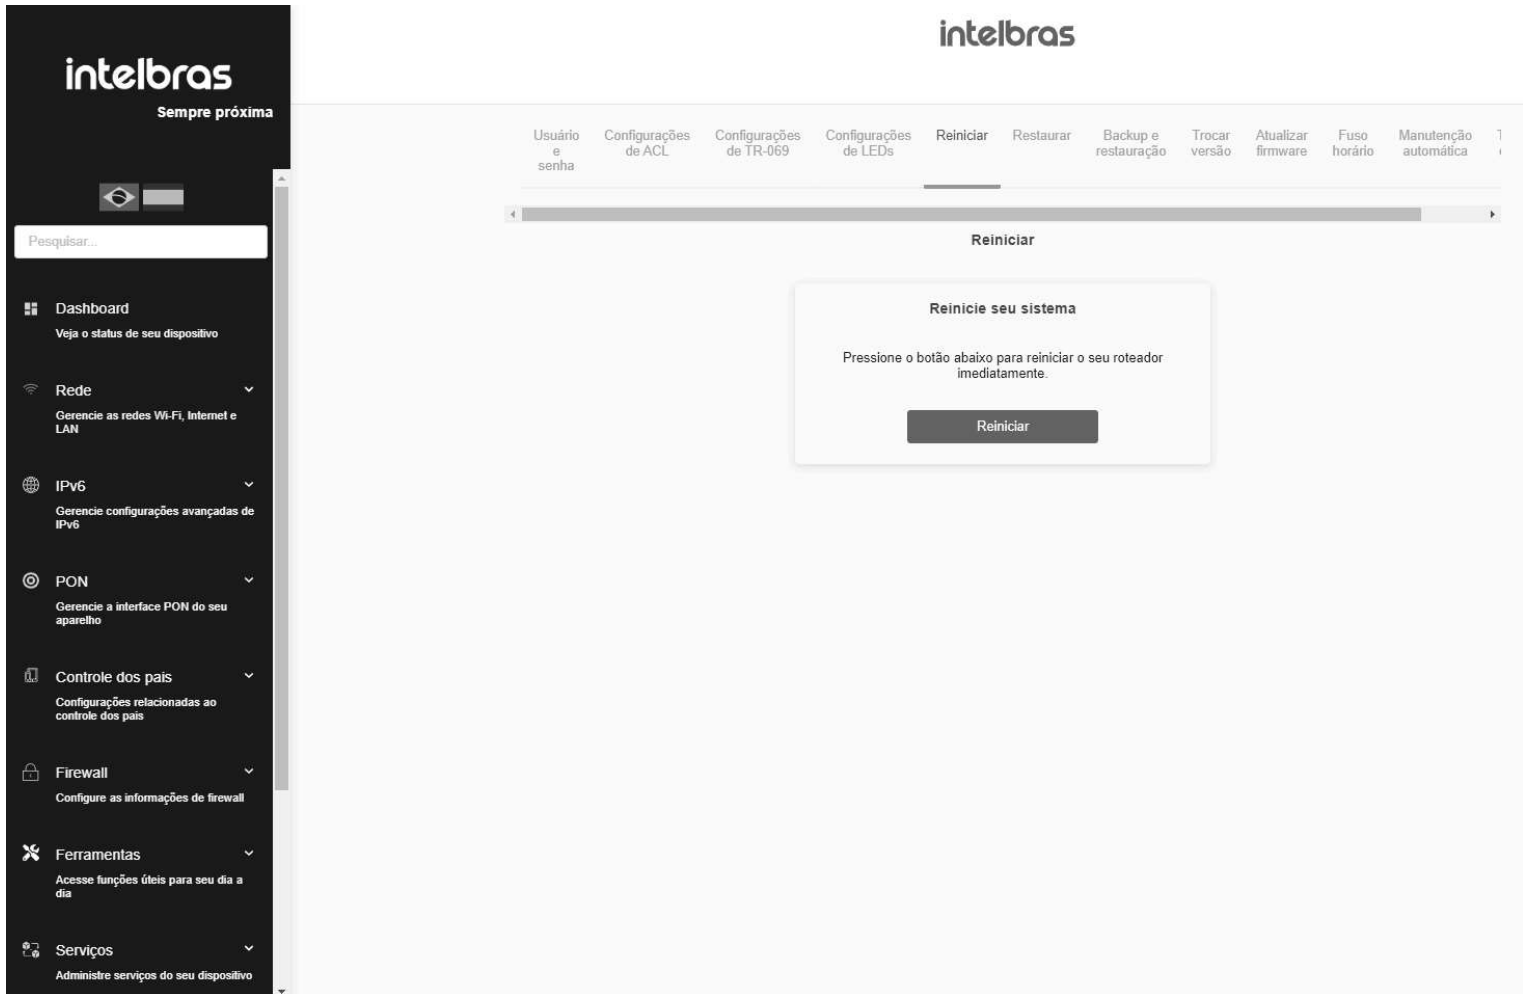 intelbras
Sempre próxima
Pesquisar...
Dashboard
Veja o status de seu dispositivo
Rede
Gerencie as redes Wi-Fi, Internet e
LAN
IPv6
Gerencie configurações avançadas de
IPv6
PON
Gerencie a interface PON do seu
aparelho
Controle dos pais
Configurações relacionadas ao
controle dos pais
Firewall
Configure as informações de firewall
Ferramentas
Acesse funções úteis para seu dia a
dia
Serviços
Administre serviços do seu dispositivo
intelbras
Usuário
e
senha
Configurações
de ACL
Configurações
de TR-069
Configurações
de LEDs
Reiniciar
Restaurar
Backup e
restauração
Trocar
versão
Atualizar
firmware
Fuso
horário
Manutenção
automática
Reiniciar
Reinicie seu sistema
Pressione o botão abaixo para reiniciar o seu roteador
imediatamente.
Reiniciar